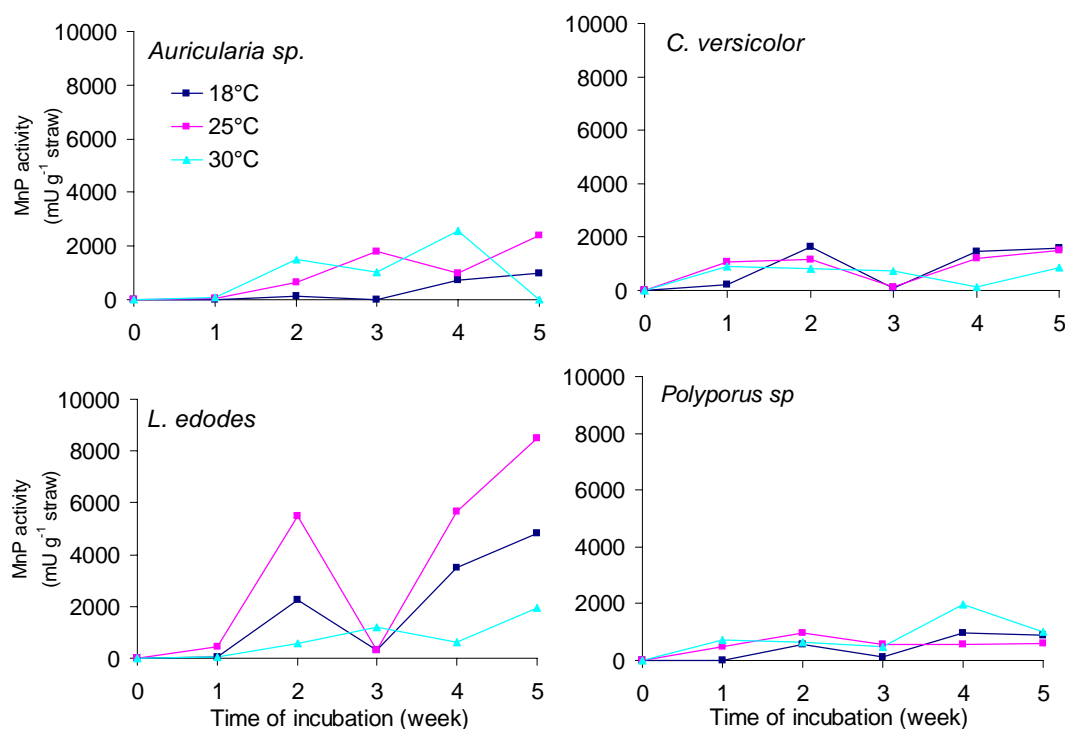 Auricularia sp.
18°C
25°C
30°C
MnP activity
(mU g⁻¹ straw)
10000
8000
6000
4000
2000
0
0 1 2 3 4 5
C. versicolor
10000
8000
6000
4000
2000
0
0 1 2 3 4 5
L. edodes
MnP activity
(mU g⁻¹ straw)
10000
8000
6000
4000
2000
0
0 1 2 3 4 5
Time of incubation (week)
Polyporus sp
10000
8000
6000
4000
2000
0
0 1 2 3 4 5
Time of incubation (week)